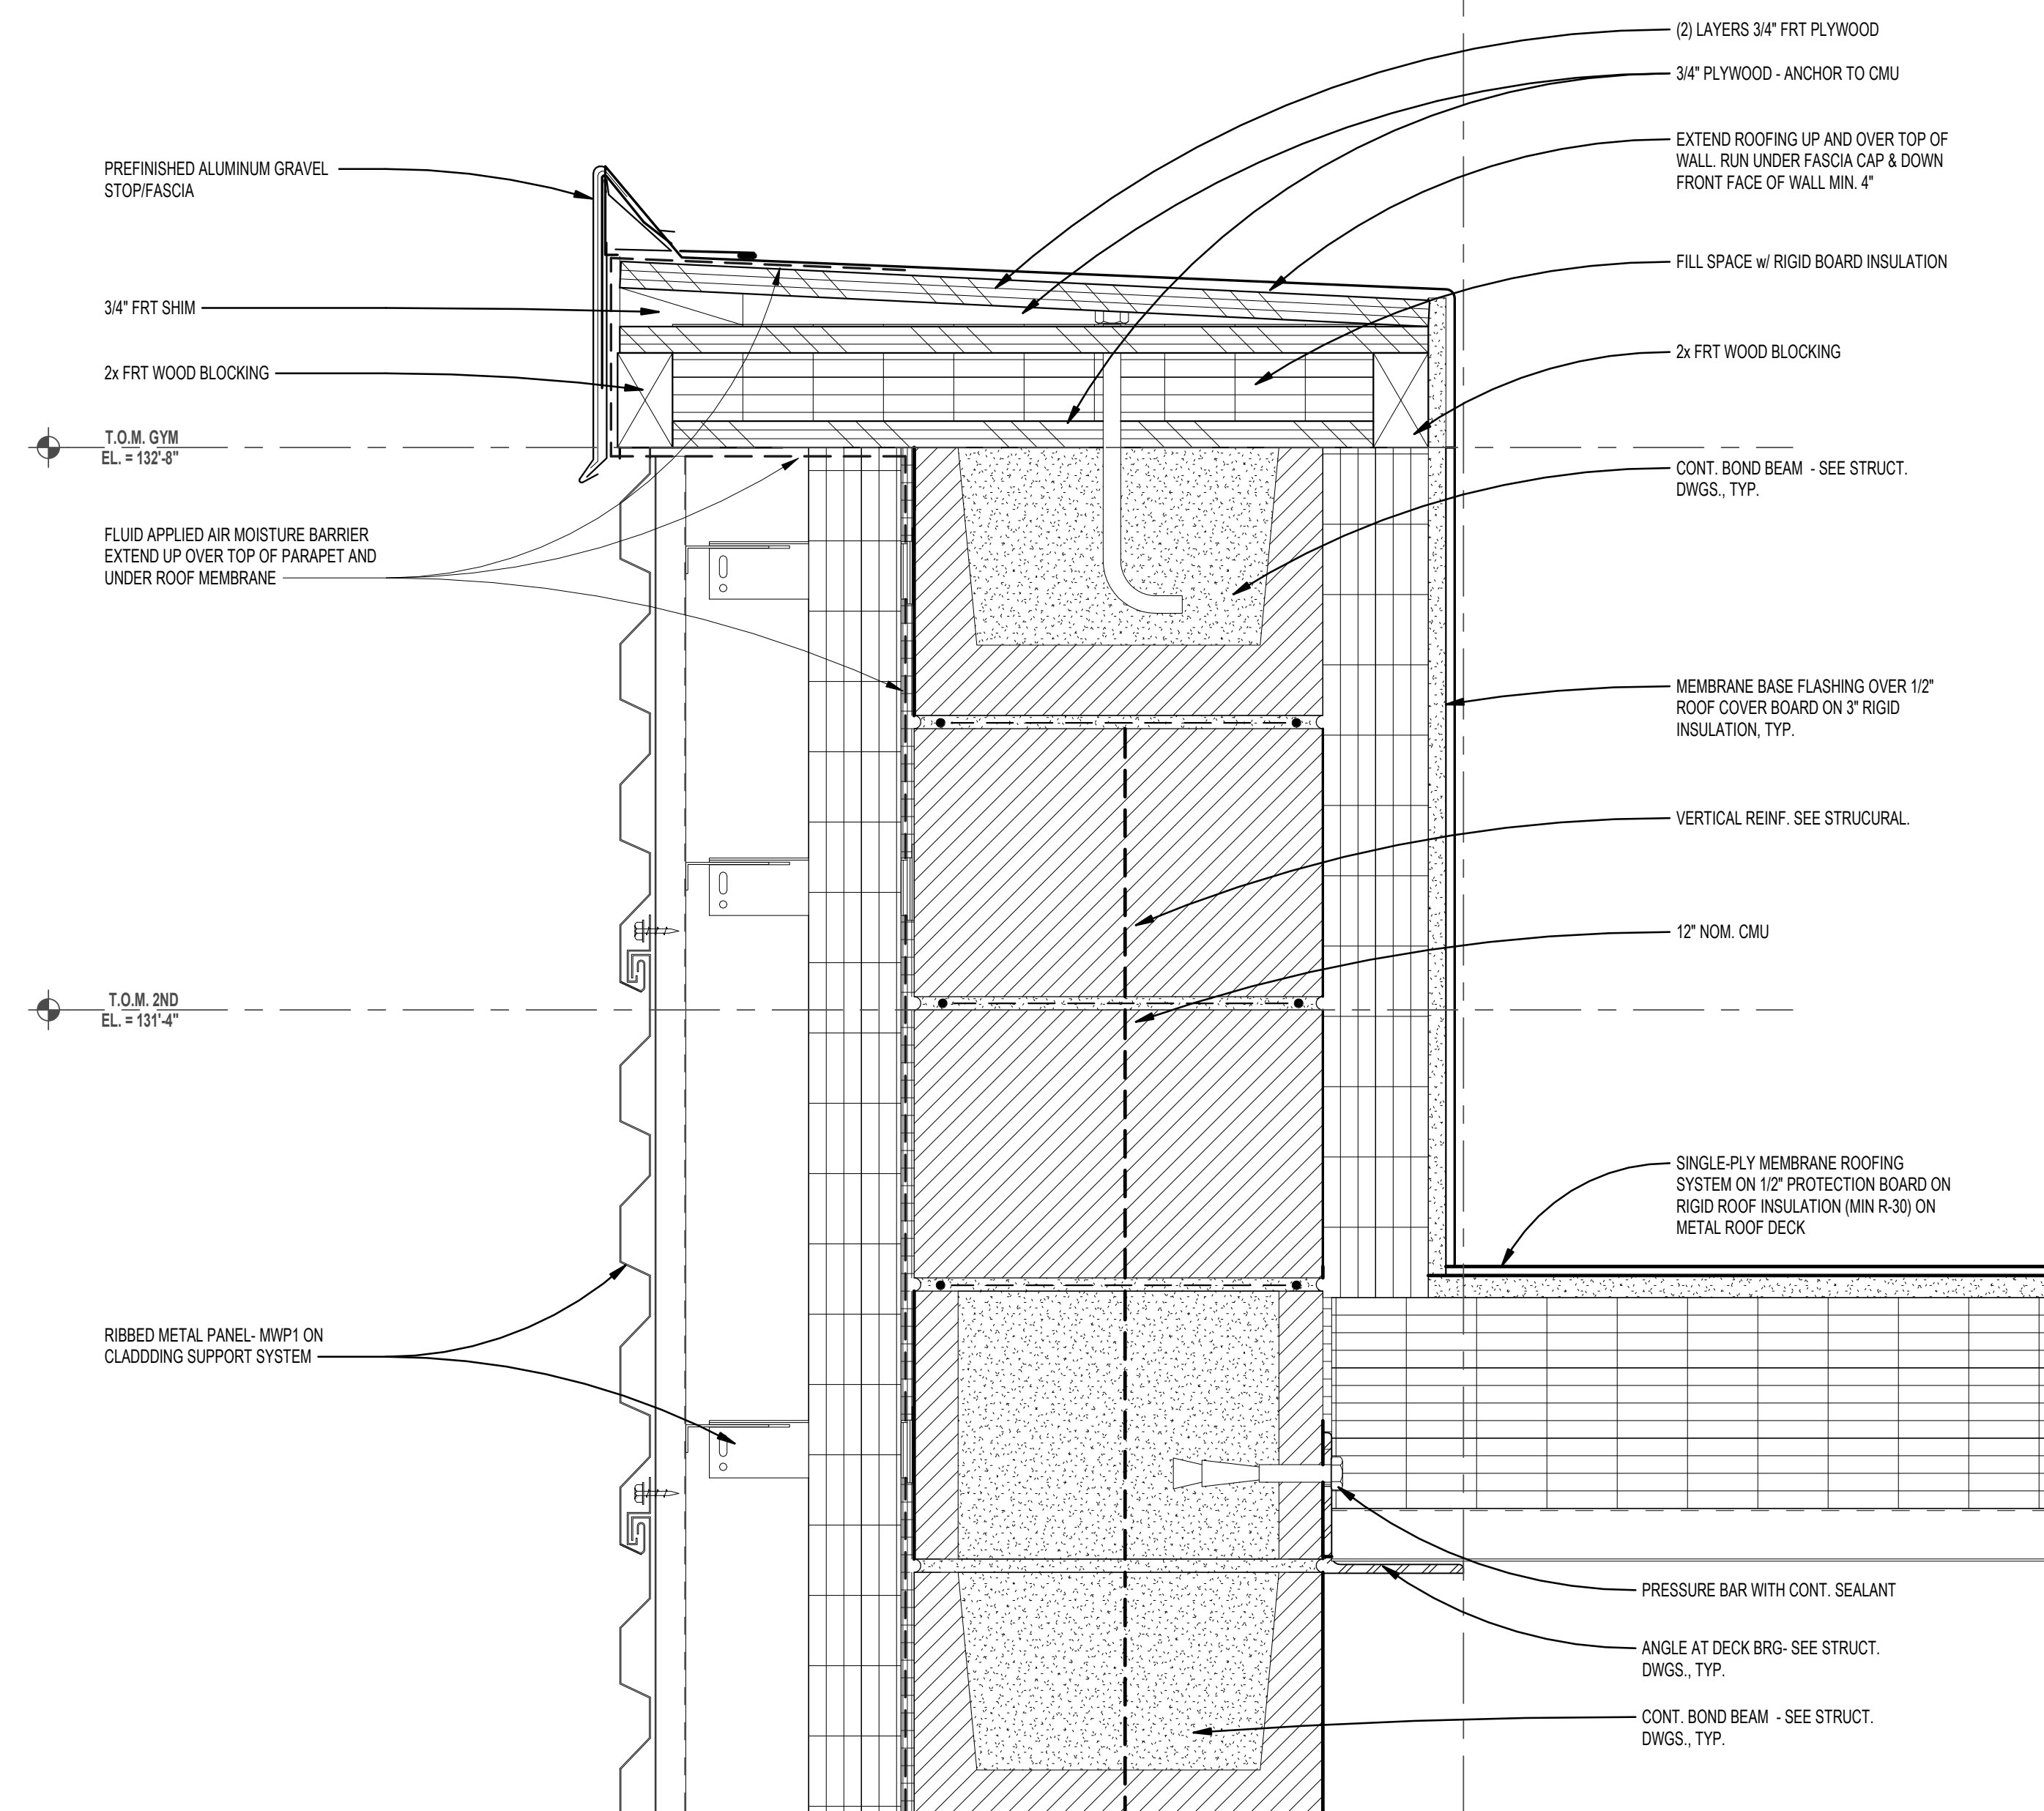 PREFINISHED ALUMINUM GRAVEL
STOP/FASCIA
3/4" FRT SHIM
2x FRT WOOD BLOCKING
T.O.M. GYM
EL. = 132'-8"
FLUID APPLIED AIR MOISTURE BARRIER
EXTEND UP OVER TOP OF PARAPET AND
UNDER ROOF MEMBRANE
T.O.M. 2ND
EL. = 131'-4"
RIBBED METAL PANEL- MWP1 ON
CLADDDING SUPPORT SYSTEM
(2) LAYERS 3/4" FRT PLYWOOD
3/4" PLYWOOD - ANCHOR TO CMU
EXTEND ROOFING UP AND OVER TOP OF
WALL. RUN UNDER FASCIA CAP & DOWN
FRONT FACE OF WALL MIN. 4"
FILL SPACE w/ RIGID BOARD INSULATION
2x FRT WOOD BLOCKING
CONT. BOND BEAM - SEE STRUCT.
DWGS., TYP.
MEMBRANE BASE FLASHING OVER 1/2"
ROOF COVER BOARD ON 3" RIGID
INSULATION, TYP.
VERTICAL REINF. SEE STRUCURAL.
12" NOM. CMU
SINGLE-PLY MEMBRANE ROOFING
SYSTEM ON 1/2" PROTECTION BOARD ON
RIGID ROOF INSULATION (MIN R-30) ON
METAL ROOF DECK
PRESSURE BAR WITH CONT. SEALANT
ANGLE AT DECK BRG- SEE STRUCT.
DWGS., TYP.
CONT. BOND BEAM - SEE STRUCT.
DWGS., TYP.